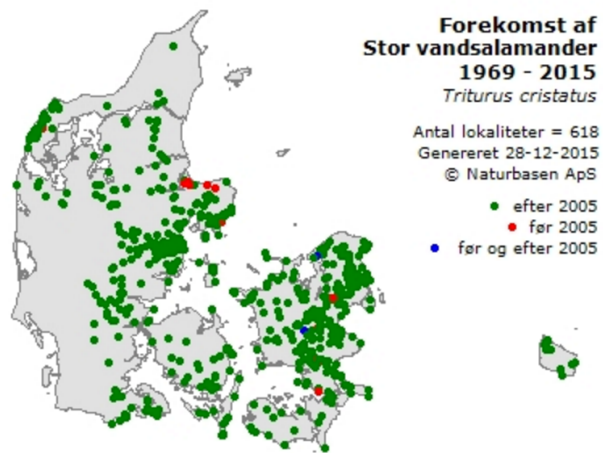 Forekomst af
Stor vandsalamander
1969 - 2015
Triturus cristatus
Antal lokaliteter = 618
Genereret 28-12-2015
© Naturbasen ApS
efter 2005
før 2005
før og efter 2005